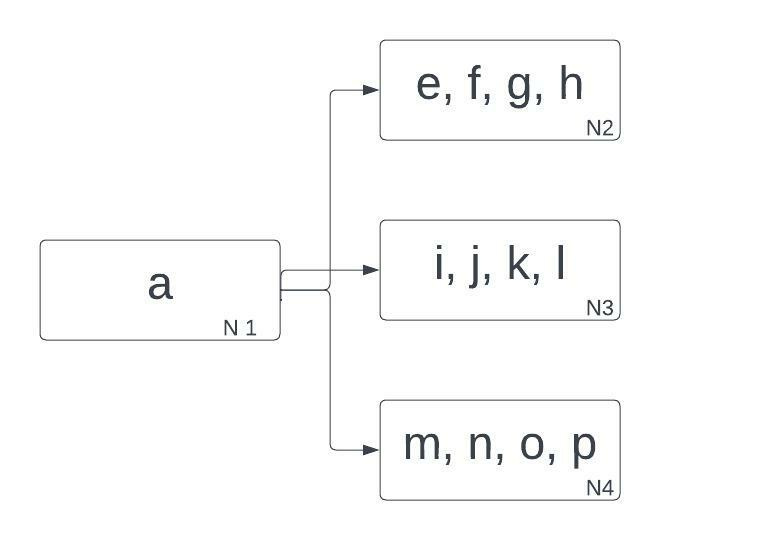 e, f, g, h
N2
a
N 1
i, j, k, l
N3
m, n, o, p
N4